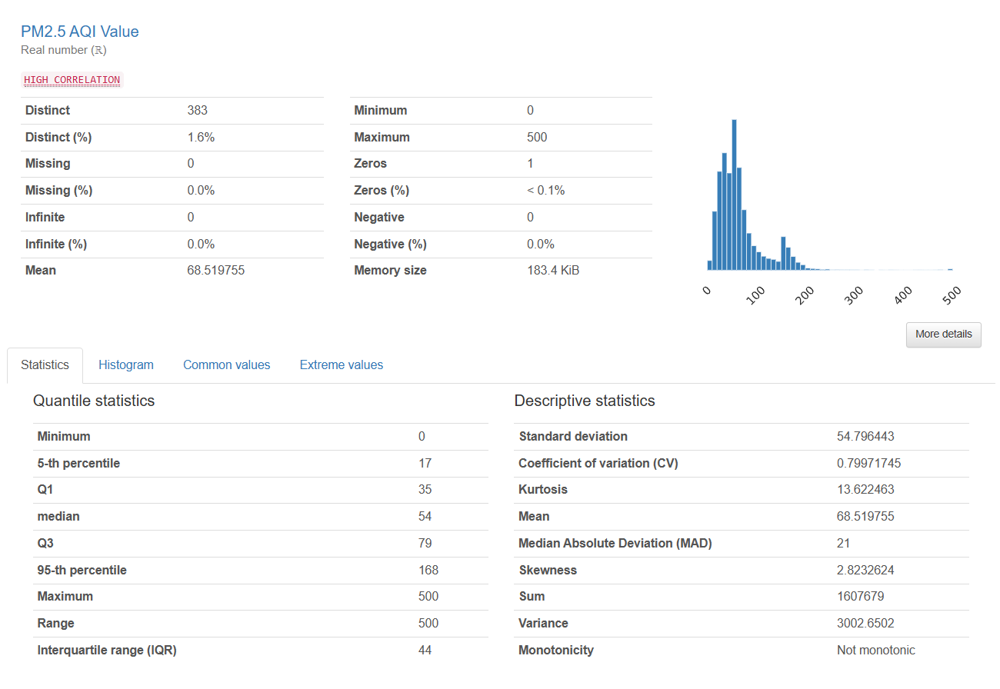 PM2.5 AQI Value
Real number (ℝ)
HIGH CORRELATION
Distinct 383
Distinct (%) 1.6%
Missing 0
Missing (%) 0.0%
Infinite 0
Infinite (%) 0.0%
Mean 68.519755
Minimum 0
Maximum 500
Zeros 1
Zeros (%) < 0.1%
Negative 0
Negative (%) 0.0%
Memory size 183.4 KiB
0 100 200 300 400 500
More details
Statistics Histogram Common values Extreme values
Quantile statistics
Minimum 0
5-th percentile 17
Q1 35
median 54
Q3 79
95-th percentile 168
Maximum 500
Range 500
Interquartile range (IQR) 44
Descriptive statistics
Standard deviation 54.796443
Coefficient of variation (CV) 0.79971745
Kurtosis 13.622463
Mean 68.519755
Median Absolute Deviation (MAD) 21
Skewness 2.8232624
Sum 1607679
Variance 3002.6502
Monotonicity Not monotonic